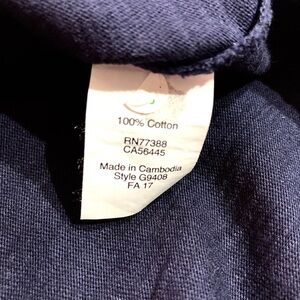 100% Cotton
RN77388
CA56445
Made in Cambodia
Style G9408
FA 17